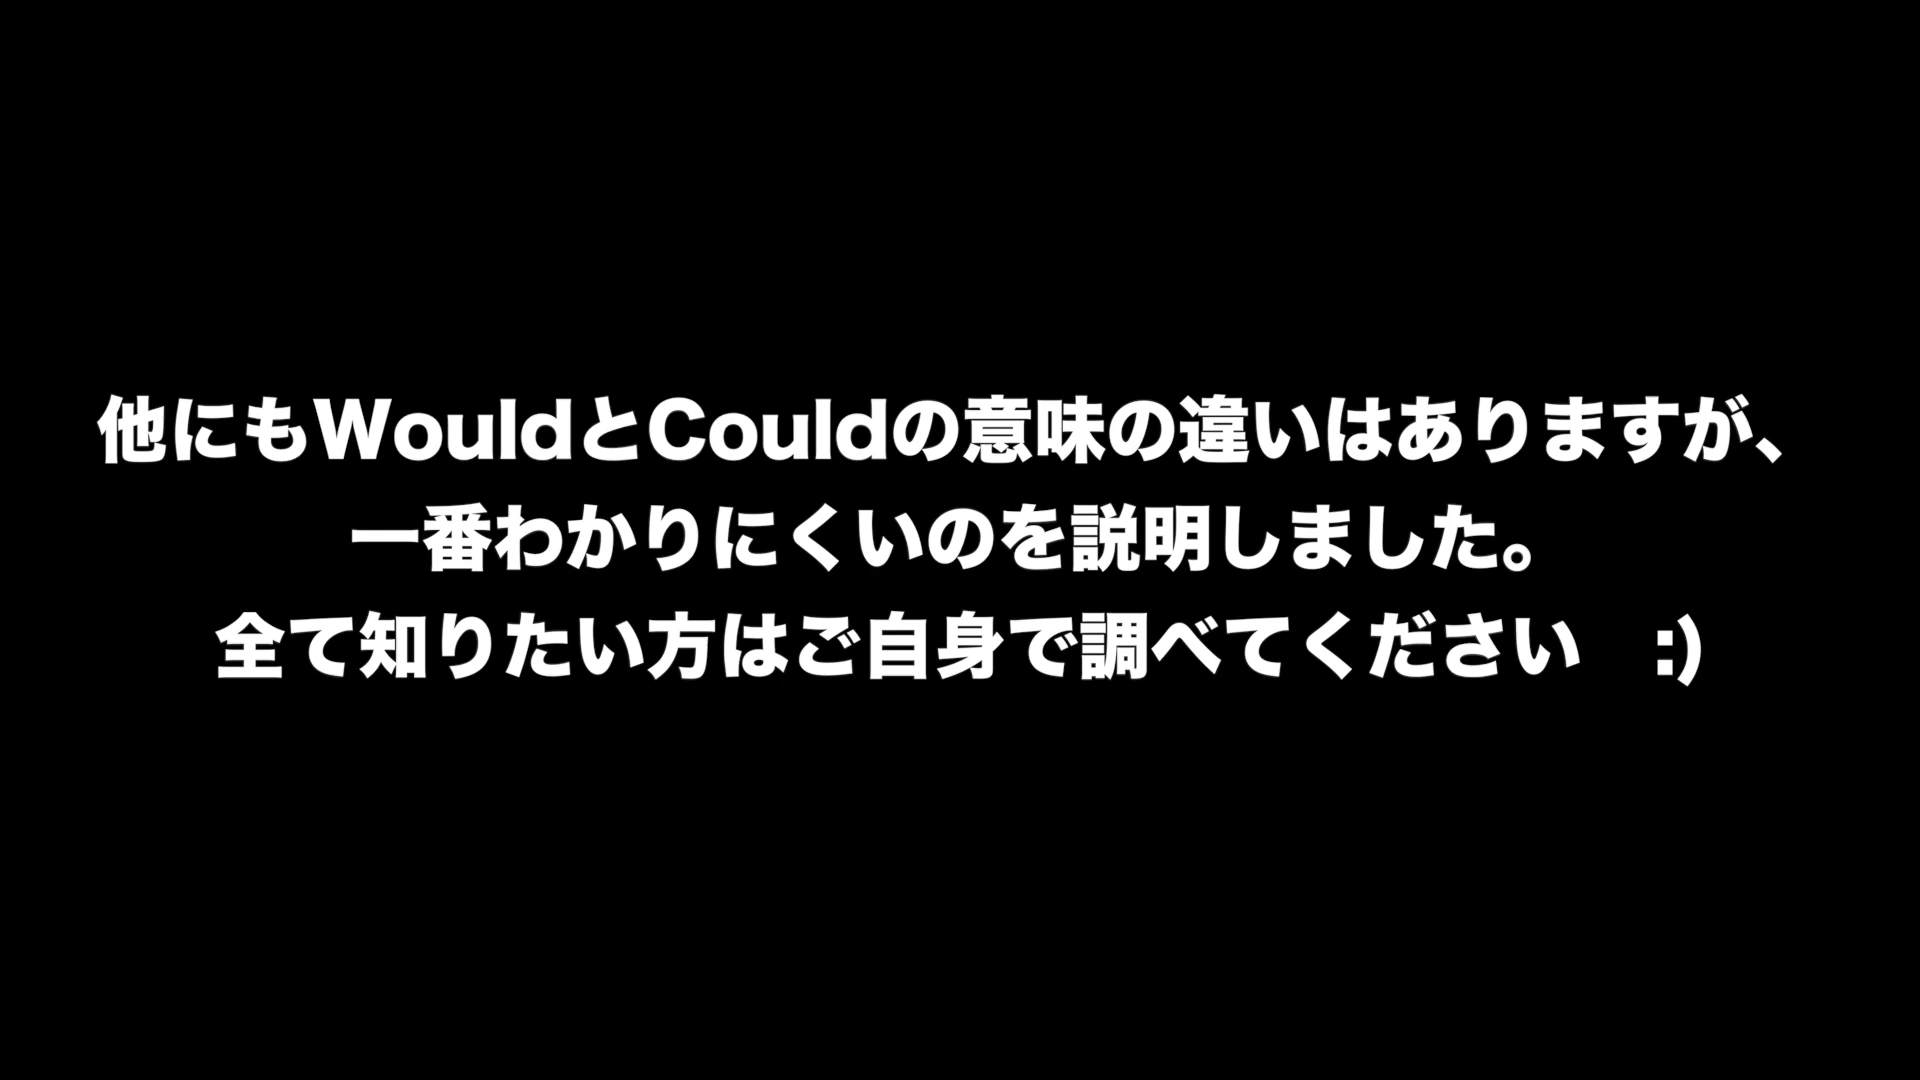 他にもWouldとCouldの意味の違いはありますが、
一番わかりにくいのを説明しました。
全て知りたい方はご自身で調べてください　:)